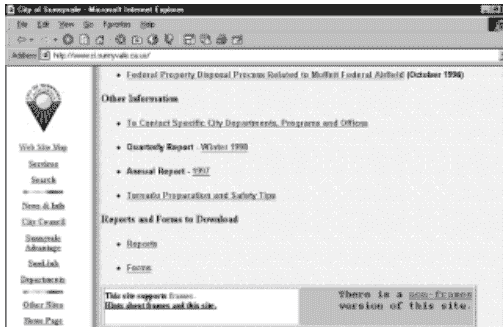 City of Sunnyvale - Microsoft Internet Explorer
File Edit View Go Favorites Help
Address http://www.ci.sunnyvale.ca.us/
Federal Property Disposal Process Related to Moffett Federal Airfield (October 1996)
Other Information
To Contact Specific City Departments, Programs and Offices
Quarterly Report - Winter 1998
Annual Report - 1997
Tornado Preparation and Safety Tips
Reports and Forms to Download
Reports
Forms
Web Site Map
Services
Search
News & Info
City Council
Sunnyvale
Advantage
Departments
Other Sites
Home Page
This site supports frames.
Hints about frames and this site.
There is a non-frames
version of this site.